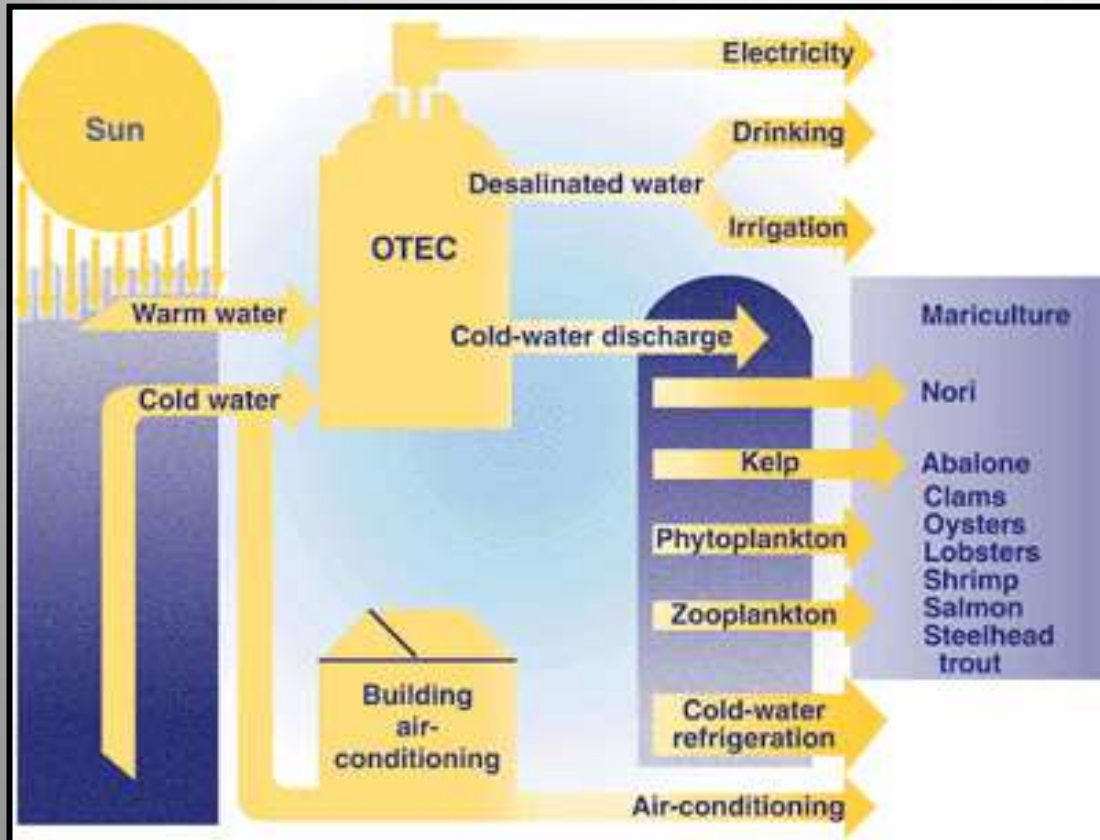 Sun
Electricity
Drinking
Desalinated water
Irrigation
OTEC
Warm water
Cold-water discharge
Cold water
Mariculture
Nori
Kelp
Abalone
Clams
Oysters
Lobsters
Shrimp
Salmon
Steelhead
trout
Phytoplankton
Zooplankton
Cold-water
refrigeration
Building
air-
conditioning
Air-conditioning